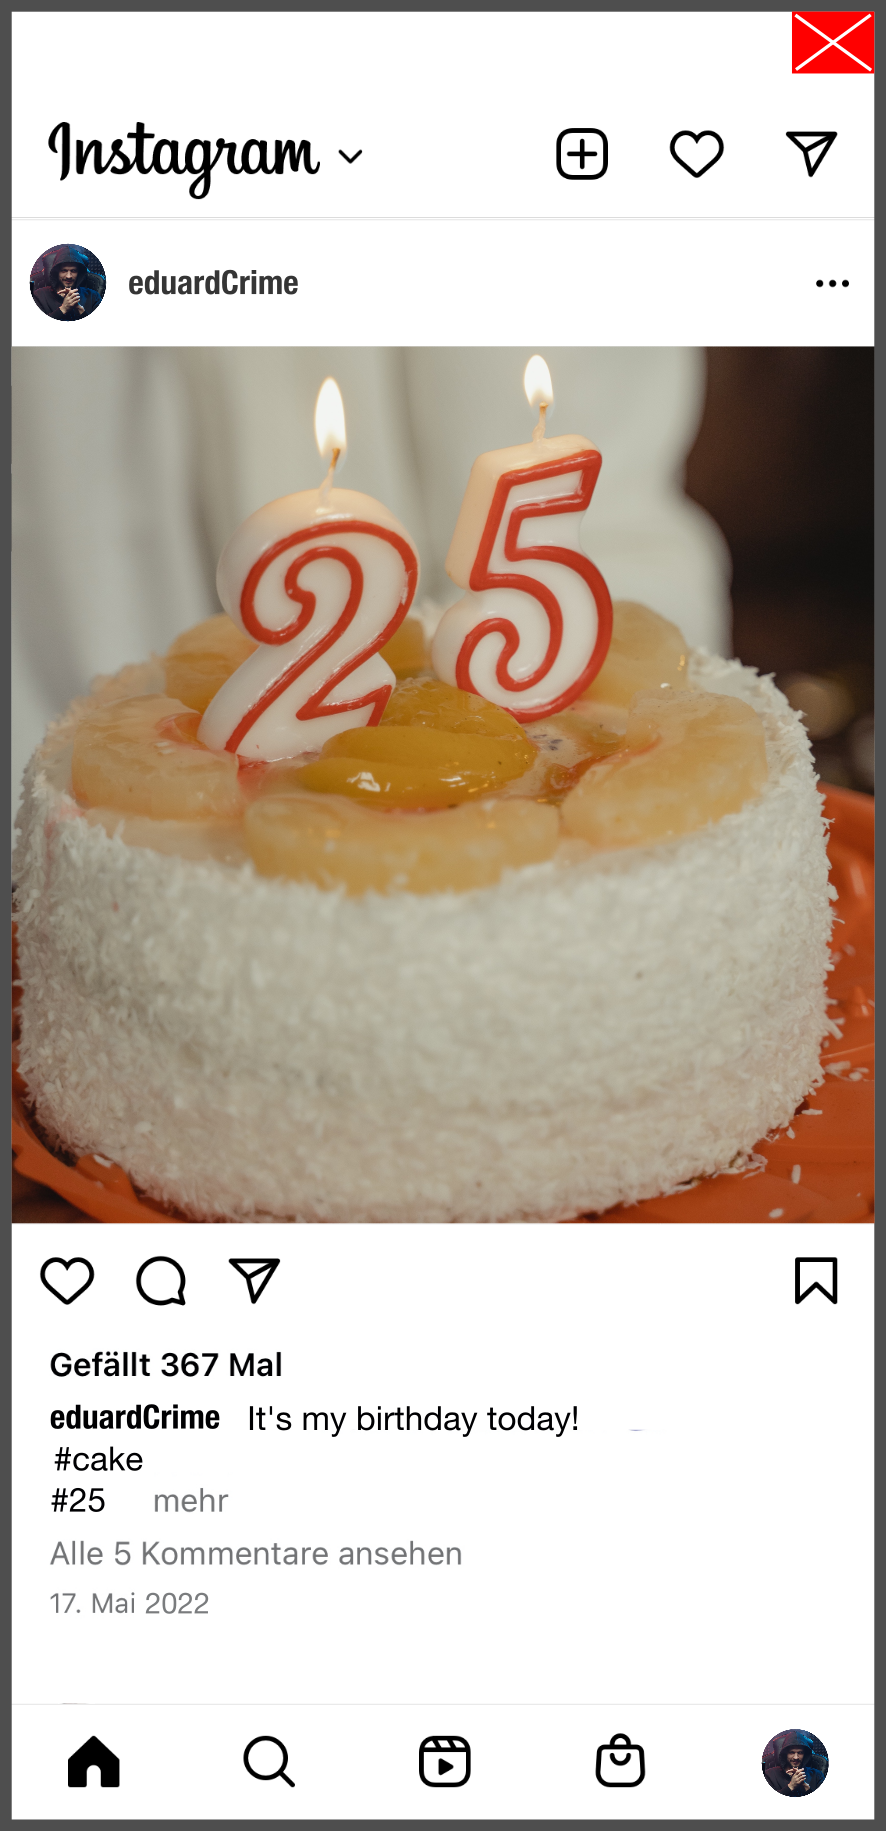 Instagram
eduardCrime
25
Gefällt 367 Mal
eduardCrime It's my birthday today!
#cake
#25 mehr
Alle 5 Kommentare ansehen
17. Mai 2022